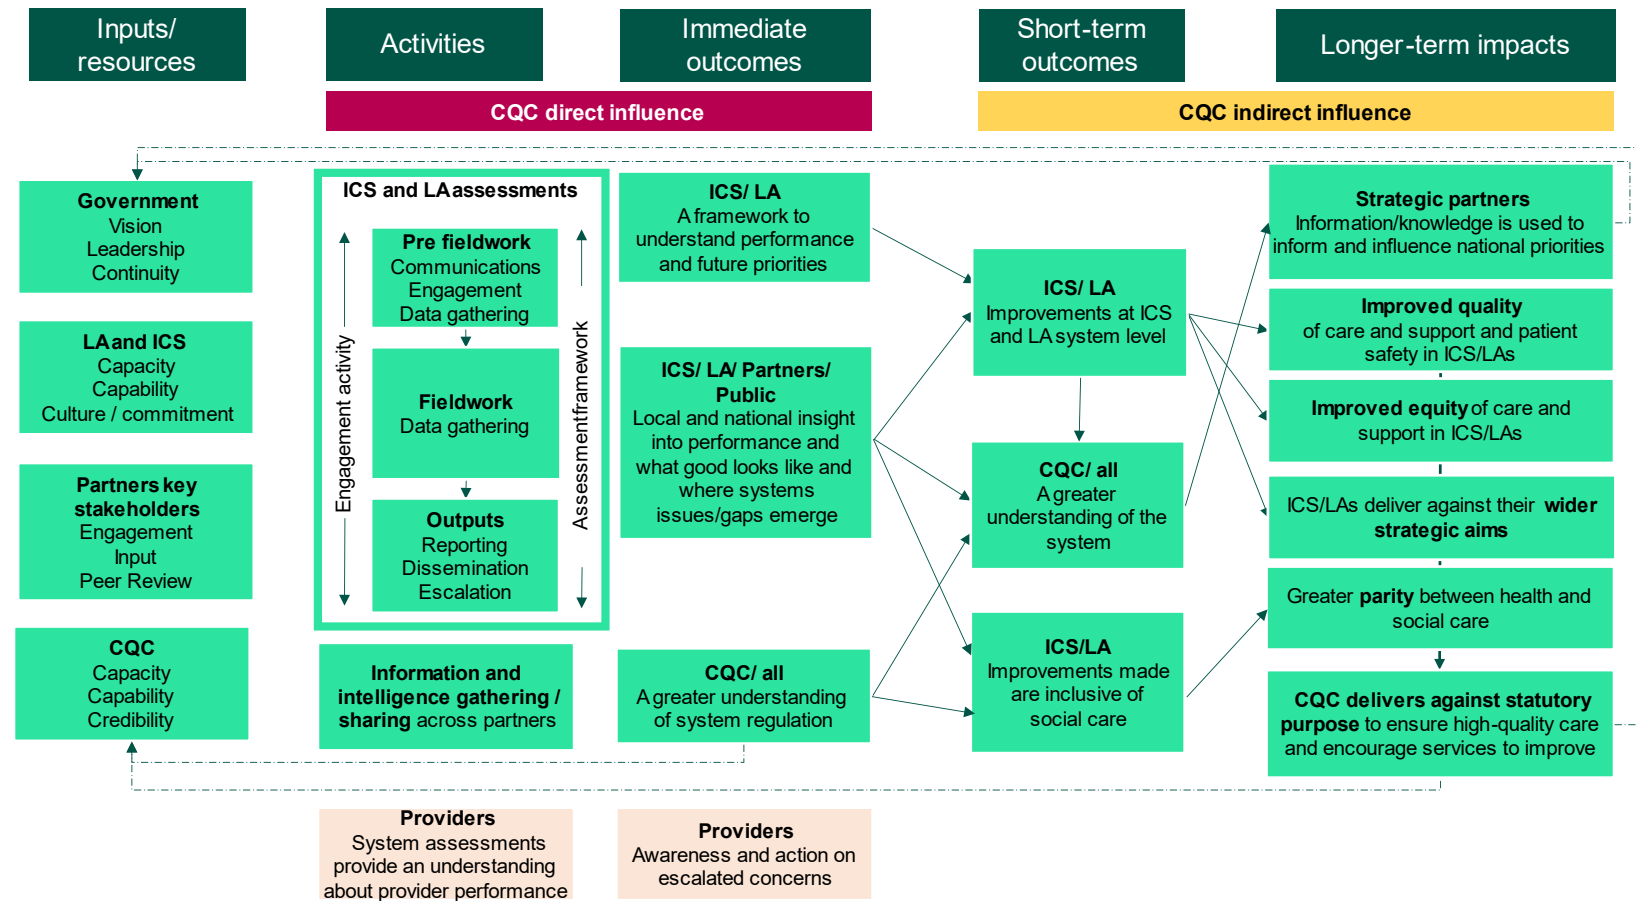 Inputs/
resources
Activities
Immediate
outcomes
Short-term
outcomes
Longer-term impacts
CQC direct influence
CQC indirect influence
Government
Vision
Leadership
Continuity
LA and ICS
Capacity
Capability
Culture / commitment
Partners key
stakeholders
Engagement
Input
Peer Review
CQC
Capacity
Capability
Credibility
ICS and LA assessments
Engagement activity
Pre fieldwork
Communications
Engagement
Data gathering
Fieldwork
Data gathering
Outputs
Reporting
Dissemination
Escalation
Assessment framework
Information and
intelligence gathering /
sharing across partners
Providers
System assessments
provide an understanding
about provider performance
ICS/ LA
A framework to
understand performance
and future priorities
ICS/ LA/ Partners/
Public
Local and national insight
into performance and
what good looks like and
where systems
issues/gaps emerge
CQC/ all
A greater understanding
of system regulation
Providers
Awareness and action on
escalated concerns
ICS/ LA
Improvements at ICS
and LA system level
CQC/ all
A greater
understanding of the
system
ICS/LA
Improvements made
are inclusive of
social care
Strategic partners
Information/knowledge is used to
inform and influence national priorities
Improved quality
of care and support and patient
safety in ICS/LAs
Improved equity of care and
support in ICS/LAs
ICS/LAs deliver against their wider
strategic aims
Greater parity between health and
social care
CQC delivers against statutory
purpose to ensure high-quality care
and encourage services to improve